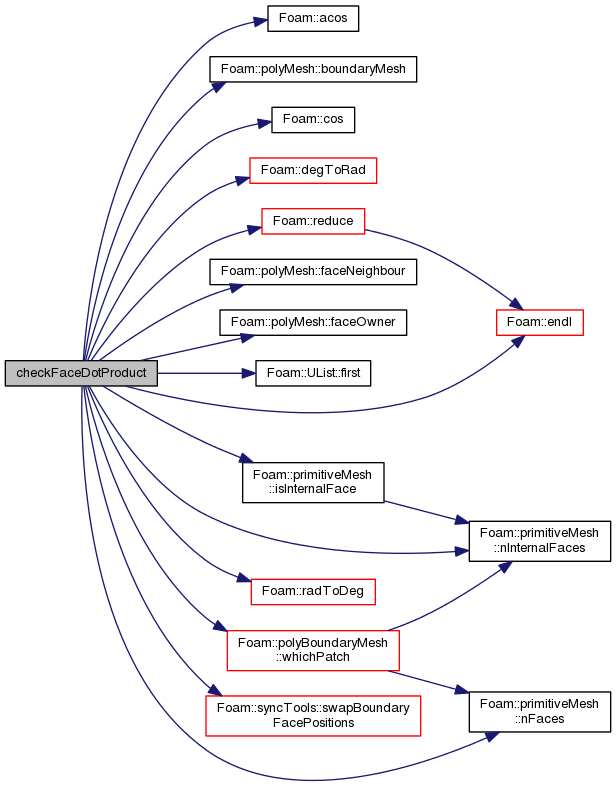 Foam::acos
Foam::polyMesh::boundaryMesh
Foam::cos
Foam::degToRad
Foam::reduce
Foam::polyMesh::faceNeighbour
Foam::polyMesh::faceOwner
Foam::endl
checkFaceDotProduct
Foam::UList::first
Foam::primitiveMesh
::isInternalFace
Foam::primitiveMesh
::nInternalFaces
Foam::radToDeg
Foam::polyBoundaryMesh
::whichPatch
Foam::syncTools::swapBoundary
FacePositions
Foam::primitiveMesh
::nFaces